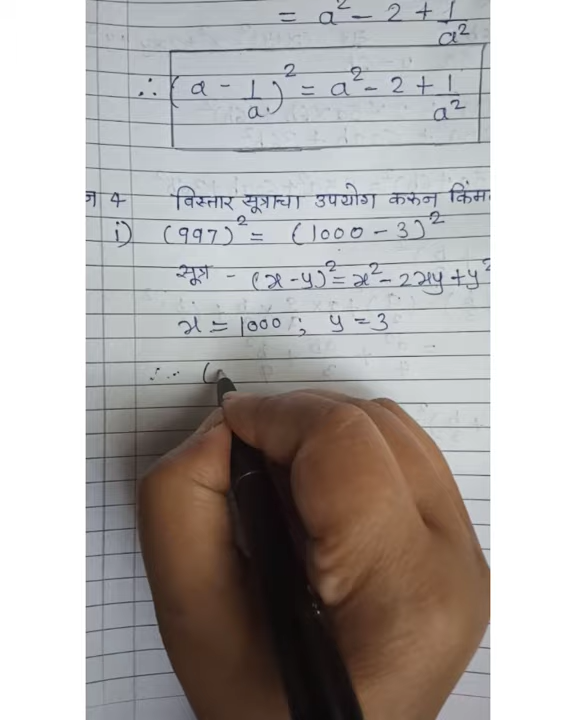 = a² - 2 + 1/a²
∴ (a - 1/a)² = a² - 2 + 1/a²
4 विस्तार सूत्राचा उपयोग करुन
i) (997)² = (1000 - 3)²
सूत्र - (x - y)² = x² - 2xy + y²
x = 1000 ; y = 3
∴ (